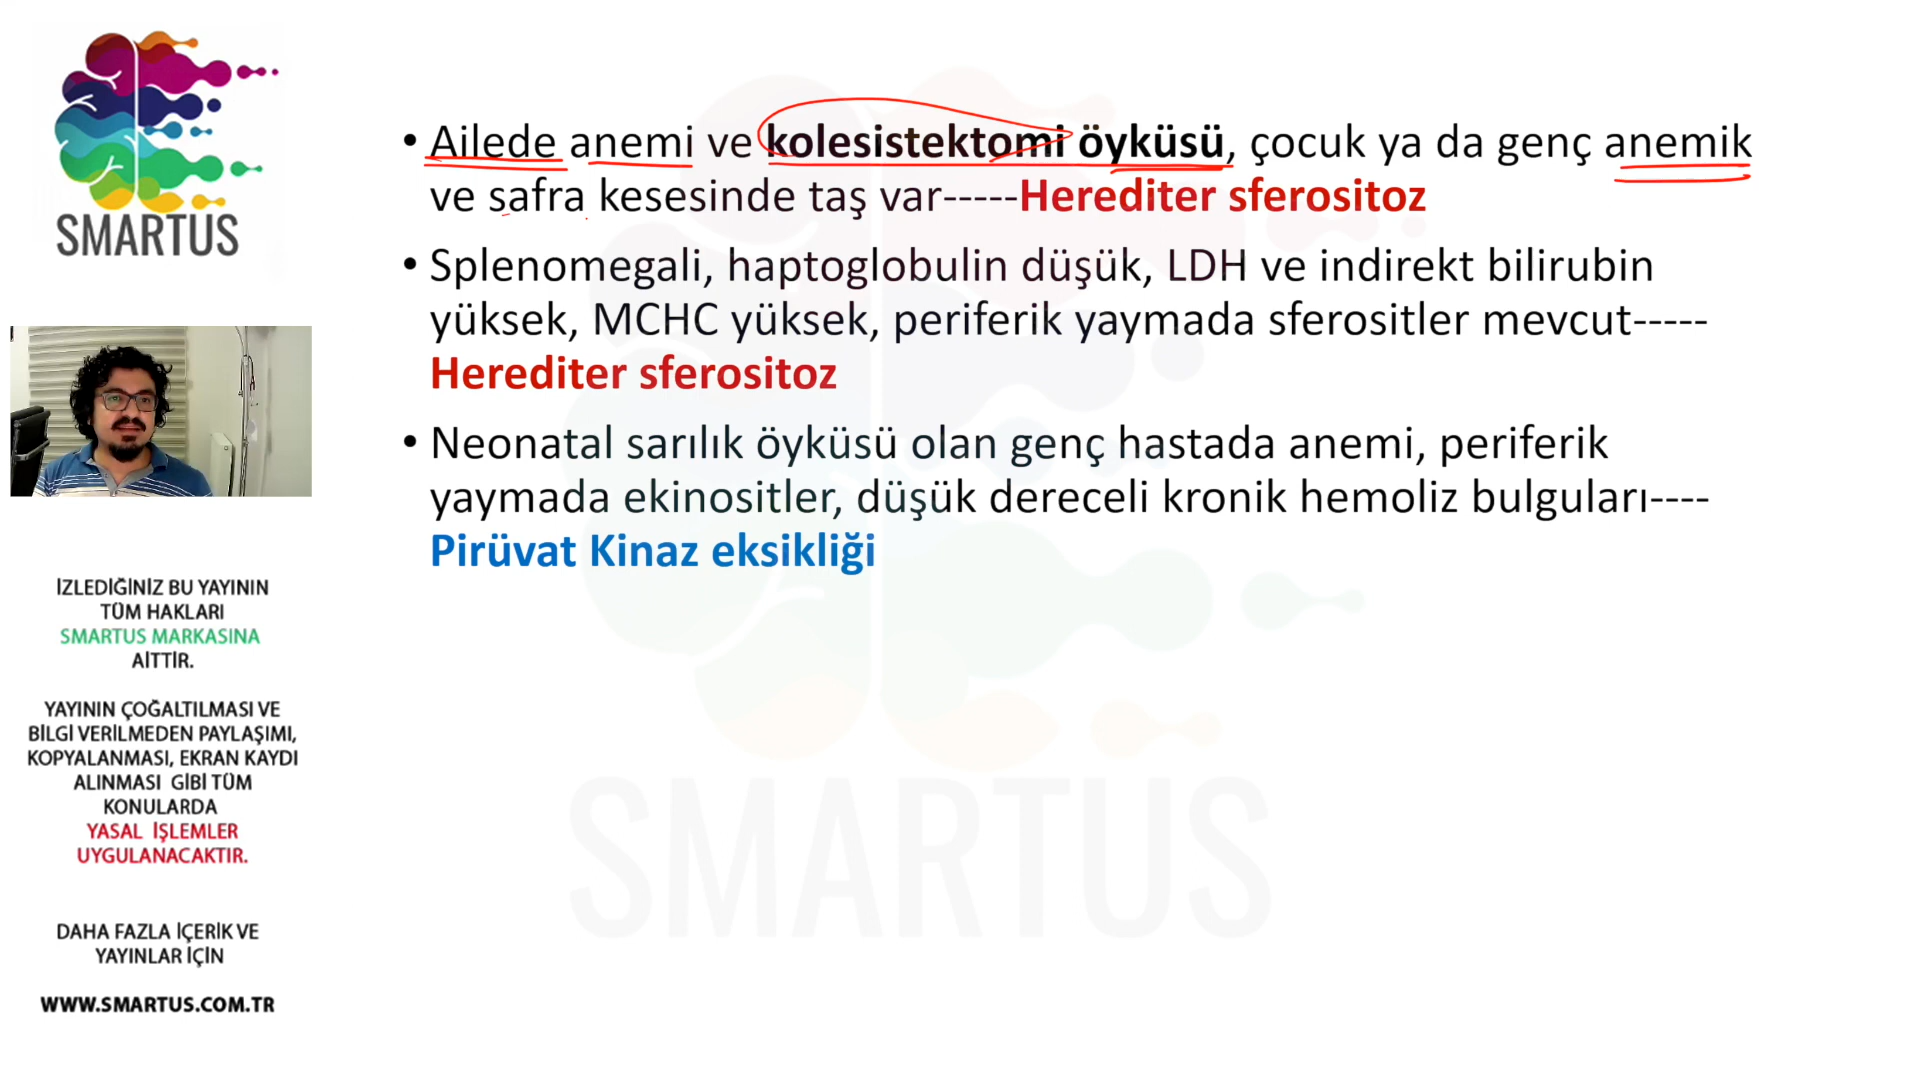 SMARTUS
• Ailede anemi ve kolesistektomi öyküsü, çocuk ya da genç anemik
ve safra kesesinde taş var-----Herediter sferositoz
• Splenomegali, haptoglobulin düşük, LDH ve indirekt bilirubin
yüksek, MCHC yüksek, periferik yaymada sferositler mevcut-----
Herediter sferositoz
• Neonatal sarılık öyküsü olan genç hastada anemi, periferik
yaymada ekinositler, düşük dereceli kronik hemoliz bulguları----
Pirüvat Kinaz eksikliği
SMARTUS
İZLEDİĞİNİZ BU YAYININ
TÜM HAKLARI
SMARTUS MARKASINA
AİTTİR.
YAYININ ÇOĞALTILMASI VE
BİLGİ VERİLMEDEN PAYLAŞIMI,
KOPYALANMASI, EKRAN KAYDI
ALINMASI GİBİ TÜM
KONULARDA
YASAL İŞLEMLER
UYGULANACAKTIR.
DAHA FAZLA İÇERİK VE
YAYINLAR İÇİN
WWW.SMARTUS.COM.TR